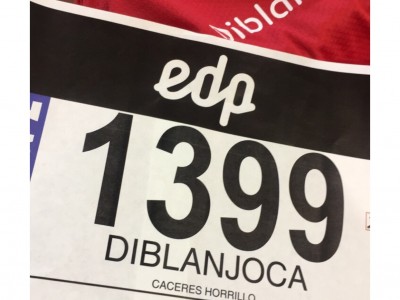 Diblan
edp
1399
DIBLANJOCA
CACERES HORRILLO